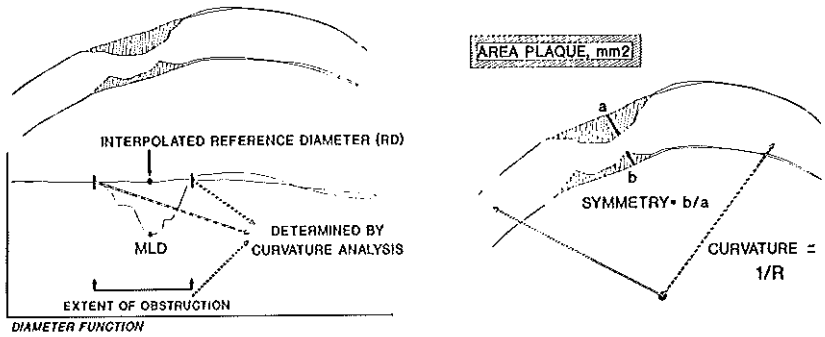 INTERPOLATED REFERENCE DIAMETER (RD)
MLD
DETERMINED BY
CURVATURE ANALYSIS
EXTENT OF OBSTRUCTION
DIAMETER FUNCTION
AREA PLAQUE, mm2
a
b
SYMMETRY= b/a
CURVATURE =
1/R